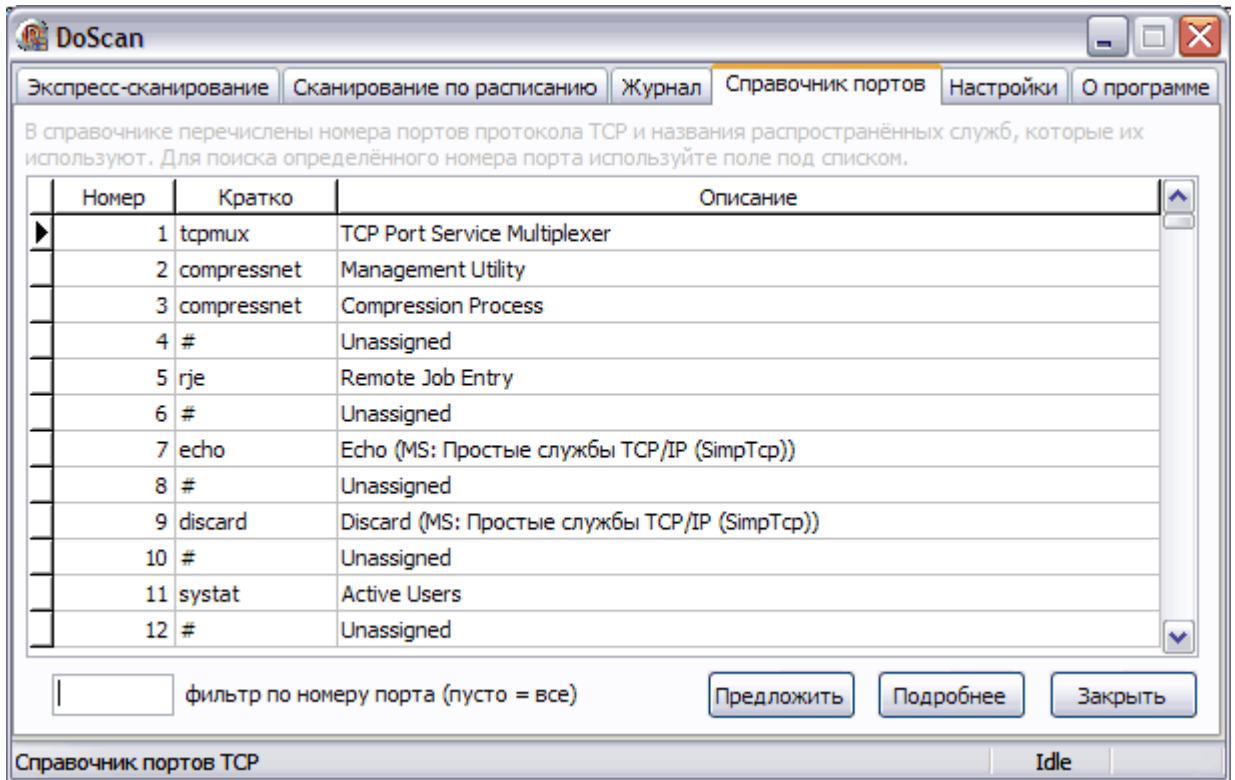 DoScan
Экспресс-сканирование Сканирование по расписанию Журнал Справочник портов Настройки О программе
В справочнике перечислены номера портов протокола TCP и названия распространённых служб, которые их
используют. Для поиска определённого номера порта используйте поле под списком.
Номер Кратко Описание
1 tcpmux TCP Port Service Multiplexer
2 compressnet Management Utility
3 compressnet Compression Process
4 # Unassigned
5 rje Remote Job Entry
6 # Unassigned
7 echo Echo (MS: Простые службы TCP/IP (SimpTcp))
8 # Unassigned
9 discard Discard (MS: Простые службы TCP/IP (SimpTcp))
10 # Unassigned
11 systat Active Users
12 # Unassigned
фильтр по номеру порта (пусто = все) Предложить Подробнее Закрыть
Справочник портов TCP Idle